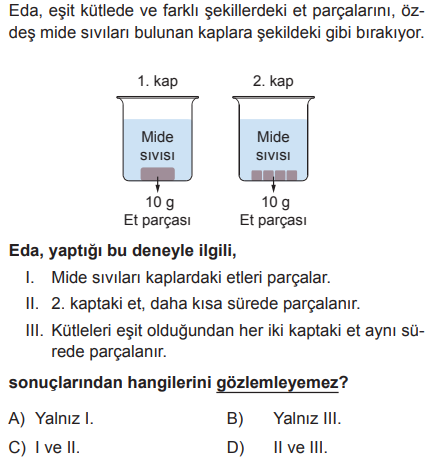 Eda, eşit kütlede ve farklı şekillerdeki et parçalarını, öz-
deş mide sıvıları bulunan kaplara şekildeki gibi bırakıyor.
1. kap
2. kap
Mide
sıvısı
Mide
sıvısı
10 g
Et parçası
10 g
Et parçası
Eda, yaptığı bu deneyle ilgili,
I. Mide sıvıları kaplardaki etleri parçalar.
II. 2. kaptaki et, daha kısa sürede parçalanır.
III. Kütleleri eşit olduğundan her iki kaptaki et aynı sü-
rede parçalanır.
sonuçlarından hangilerini gözlemleyemez?
A) Yalnız I.
B) Yalnız III.
C) I ve II.
D) II ve III.